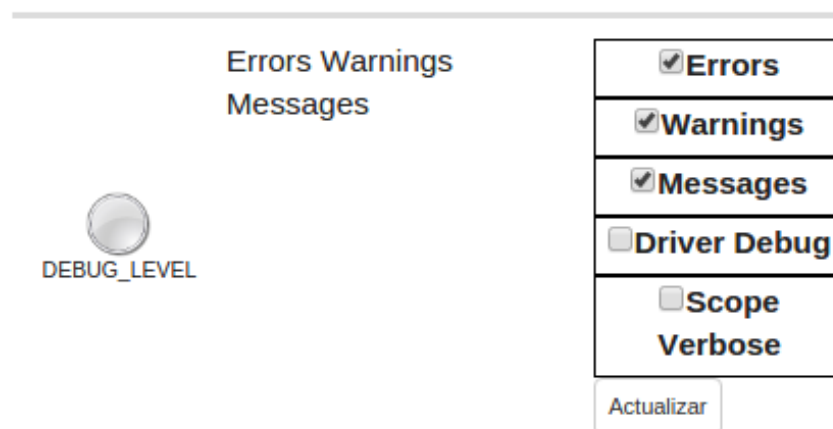 Errors Warnings
Messages
DEBUG_LEVEL
Errors
Warnings
Messages
Driver Debug
Scope
Verbose
Actualizar